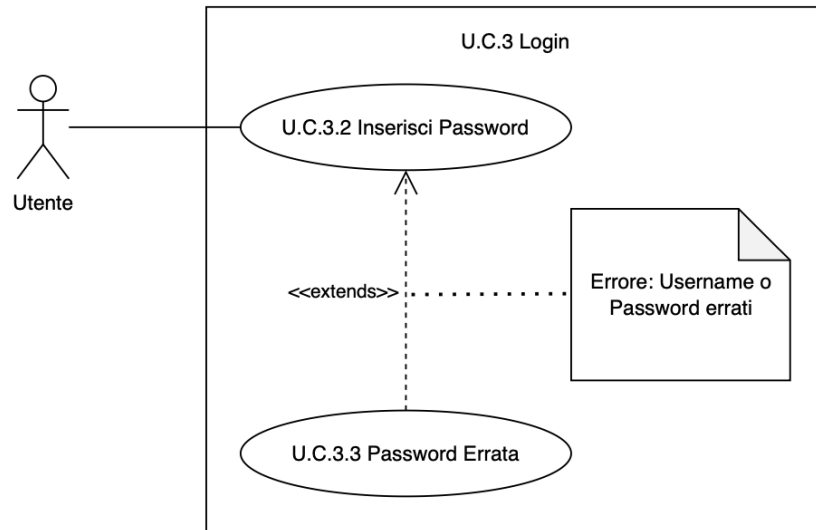 U.C.3 Login
U.C.3.2 Inserisci Password
Utente
<<extends>>
Errore: Username o
Password errati
U.C.3.3 Password Errata